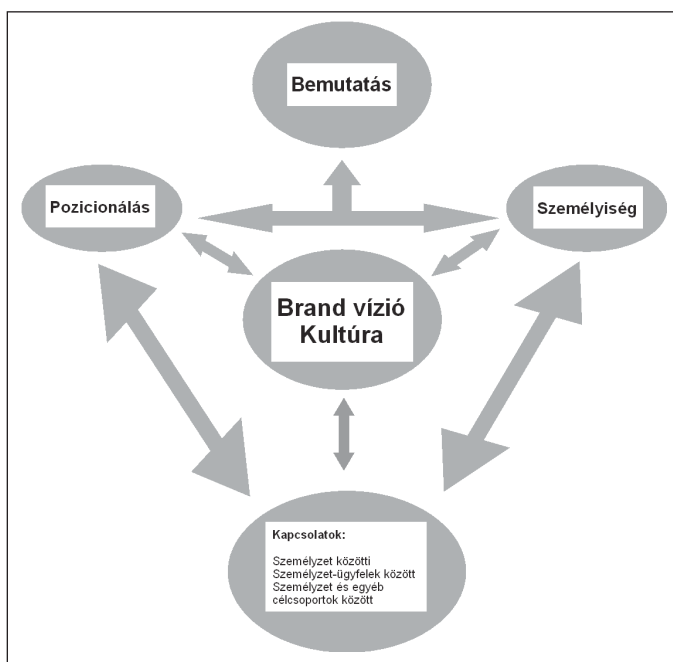 Bemutatás
Pozicionálás
Személyiség
Brand vízió
Kultúra
Kapcsolatok:
Személyzet közötti
Személyzet-ügyfelek között
Személyzet és egyéb
célcsoportok között